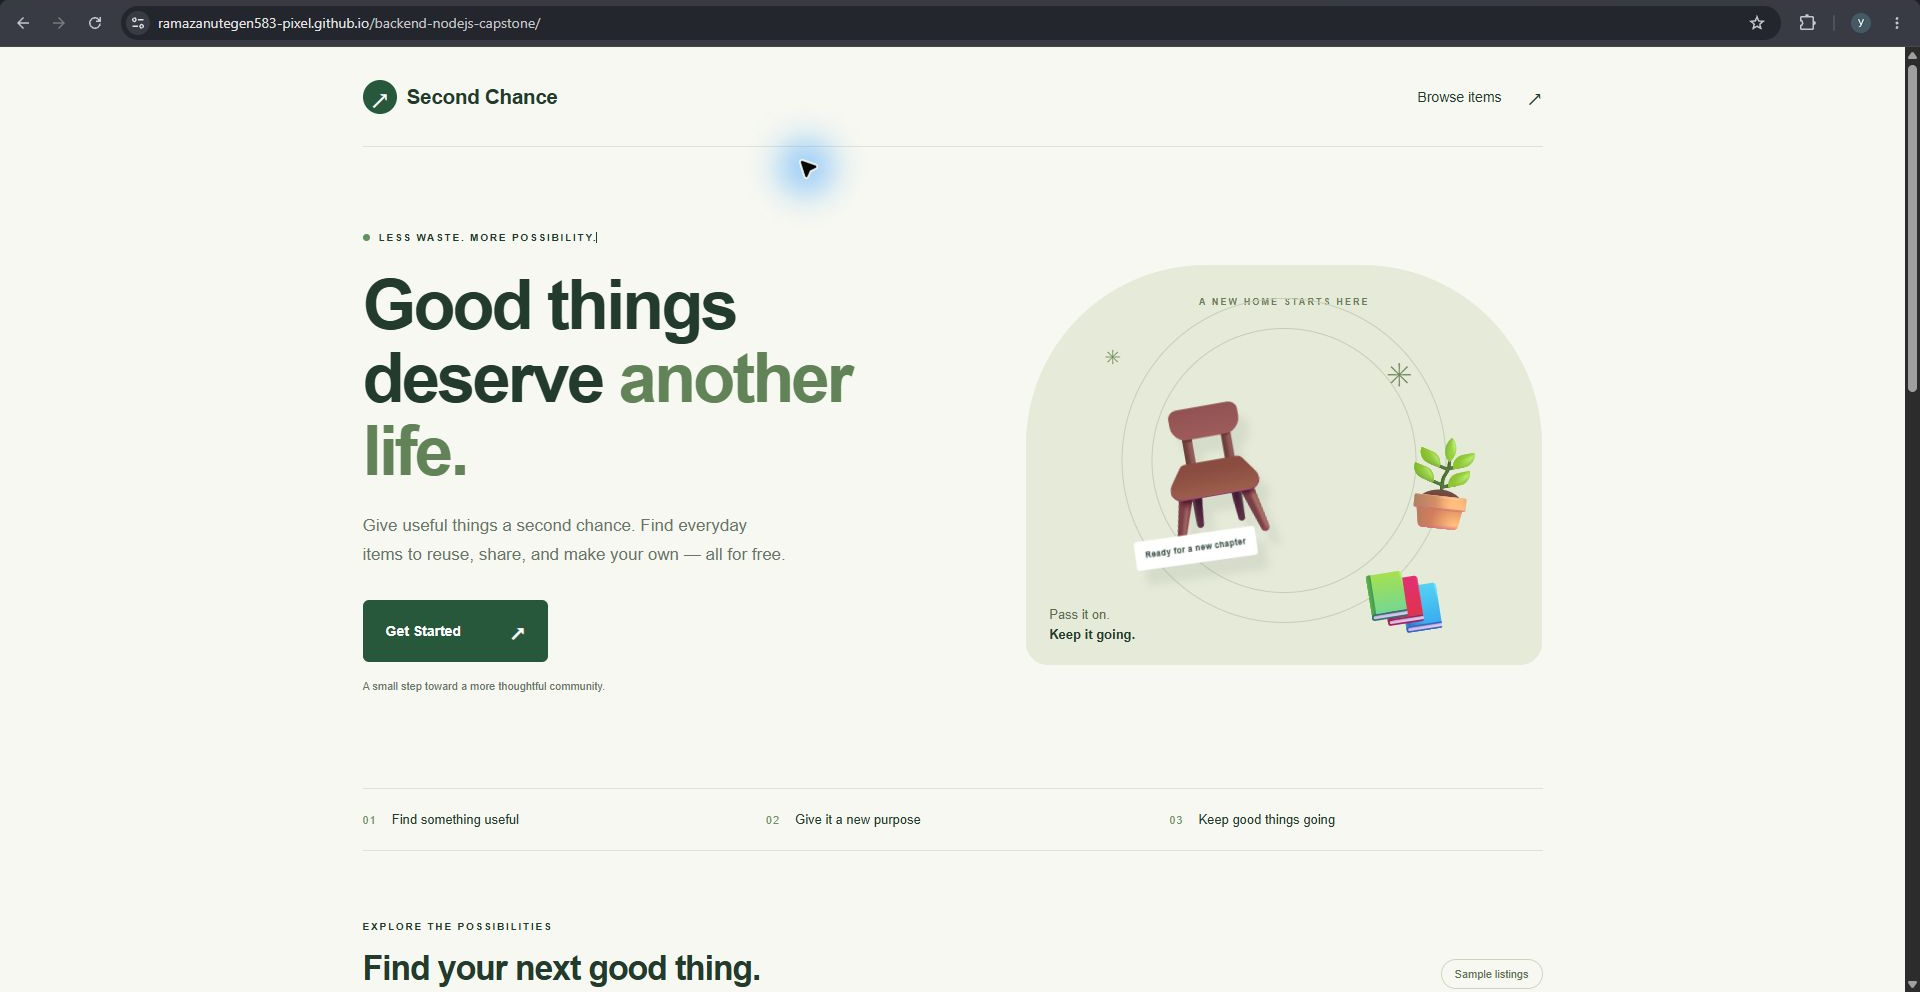 ramazanutegen583-pixel.github.io/backend-nodejs-capstone/
y
Second Chance
Browse items ↗
LESS WASTE. MORE POSSIBILITY.
Good things
deserve another
life.
Give useful things a second chance. Find everyday
items to reuse, share, and make your own — all for free.
Get Started ↗
A small step toward a more thoughtful community.
A NEW HOME STARTS HERE
Ready for a new chapter
Pass it on.
Keep it going.
01 Find something useful
02 Give it a new purpose
03 Keep good things going
EXPLORE THE POSSIBILITIES
Find your next good thing.
Sample listings